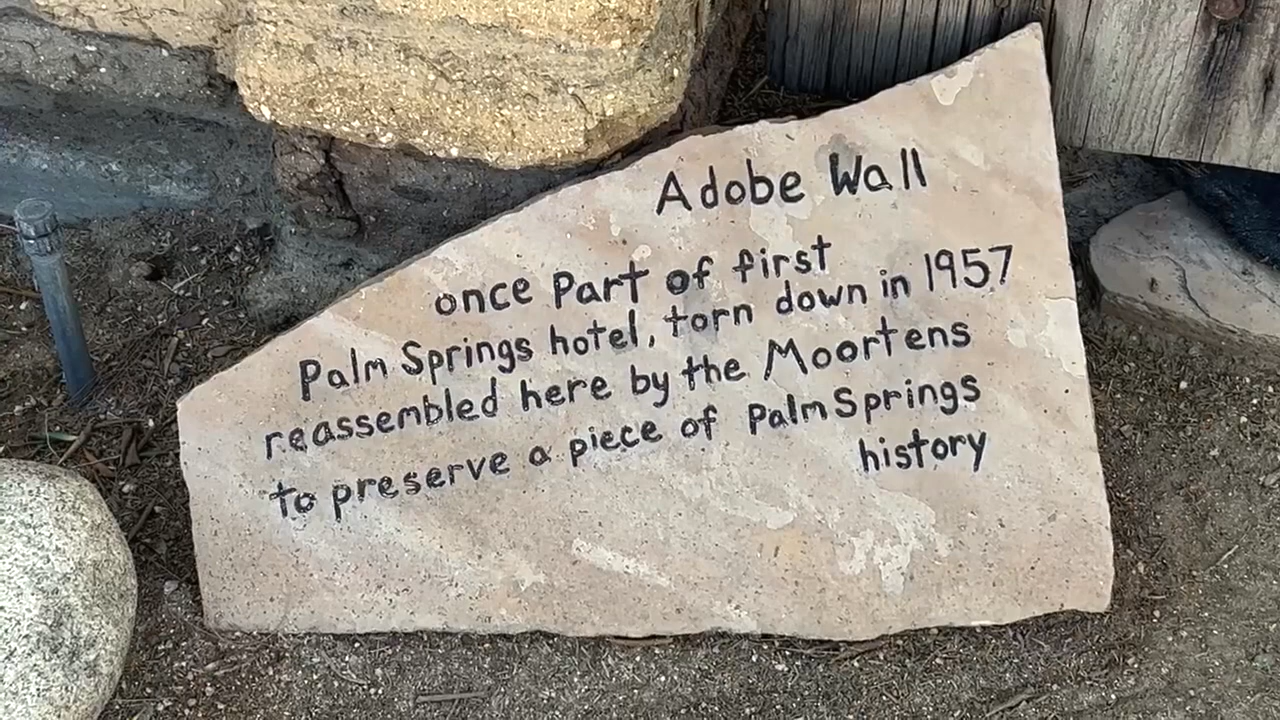 Adobe Wall
once Part of first
Palm Springs hotel, torn down in 1957
reassembled here by the Moortens
to preserve a piece of Palm Springs
history